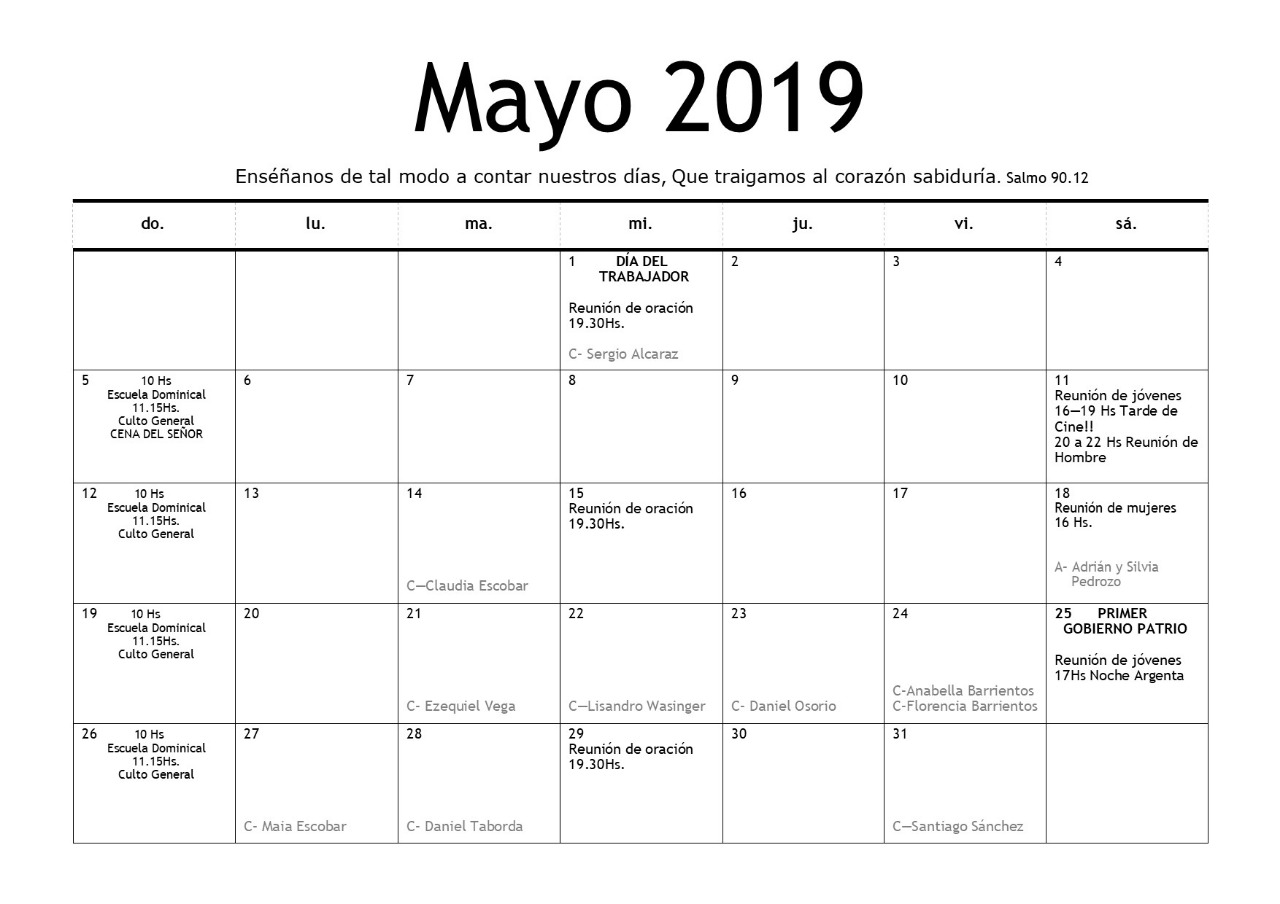 Mayo 2019
Enséñanos de tal modo a contar nuestros días, Que traigamos al corazón sabiduría. Salmo 90.12
do. lu. ma. mi. ju. vi. sá.
1 DÍA DEL
TRABAJADOR
Reunión de oración
19.30Hs.
C- Sergio Alcaraz
2
3
4
5 10 Hs
Escuela Dominical
11.15Hs.
Culto General
CENA DEL SEÑOR
6
7
8
9
10
11
Reunión de jóvenes
16—19 Hs Tarde de
Cine!!
20 a 22 Hs Reunión de
Hombre
12 10 Hs
Escuela Dominical
11.15Hs.
Culto General
13
14
C—Claudia Escobar
15
Reunión de oración
19.30Hs.
16
17
18
Reunión de mujeres
16 Hs.
A- Adrián y Silvia
Pedrozo
19 10 Hs
Escuela Dominical
11.15Hs.
Culto General
20
21
C- Ezequiel Vega
22
C—Lisandro Wasinger
23
C- Daniel Osorio
24
C-Anabella Barrientos
C-Florencia Barrientos
25 PRIMER
GOBIERNO PATRIO
Reunión de jóvenes
17Hs Noche Argenta
26 10 Hs
Escuela Dominical
11.15Hs.
Culto General
27
C- Maia Escobar
28
C- Daniel Taborda
29
Reunión de oración
19.30Hs.
30
31
C—Santiago Sánchez